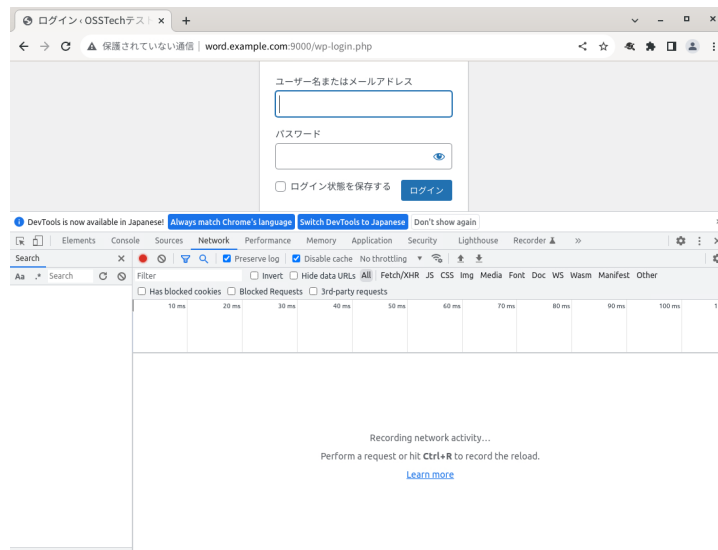 ログイン ‹ OSSTechテスト
保護されていない通信 word.example.com:9000/wp-login.php
ユーザー名またはメールアドレス
パスワード
ログイン状態を保存する ログイン
DevTools is now available in Japanese! Always match Chrome's language Switch DevTools to Japanese Don't show again
Elements Console Sources Network Performance Memory Application Security Lighthouse Recorder »
Search Preserve log Disable cache No throttling
Aa .* Search Filter Invert Hide data URLs All Fetch/XHR JS CSS Img Media Font Doc WS Wasm Manifest Other
Has blocked cookies Blocked Requests 3rd-party requests
10 ms 20 ms 30 ms 40 ms 50 ms 60 ms 70 ms 80 ms 90 ms 100 ms
Recording network activity…
Perform a request or hit Ctrl+R to record the reload.
Learn more